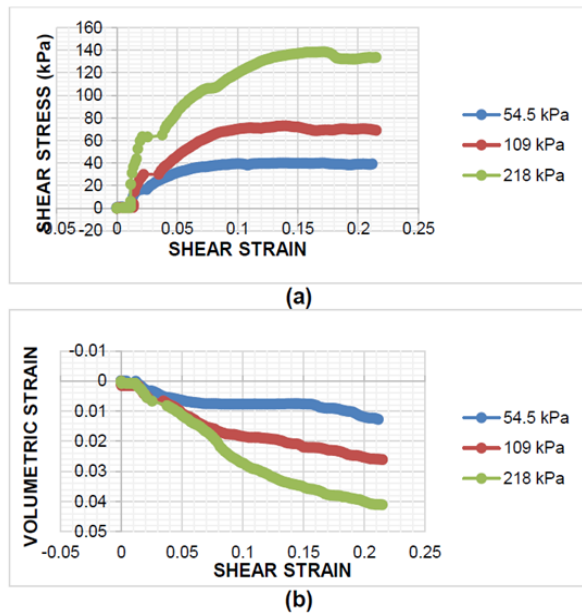 SHEAR STRESS (kPa)
160
140
120
100
80
60
40
20
0
-20
-0.05
0
0.05
0.1
0.15
0.2
0.25
SHEAR STRAIN
54.5 kPa
109 kPa
218 kPa
(a)
VOLUMETRIC STRAIN
-0.01
0
0.01
0.02
0.03
0.04
0.05
-0.05
0
0.05
0.1
0.15
0.2
0.25
SHEAR STRAIN
54.5 kPa
109 kPa
218 kPa
(b)